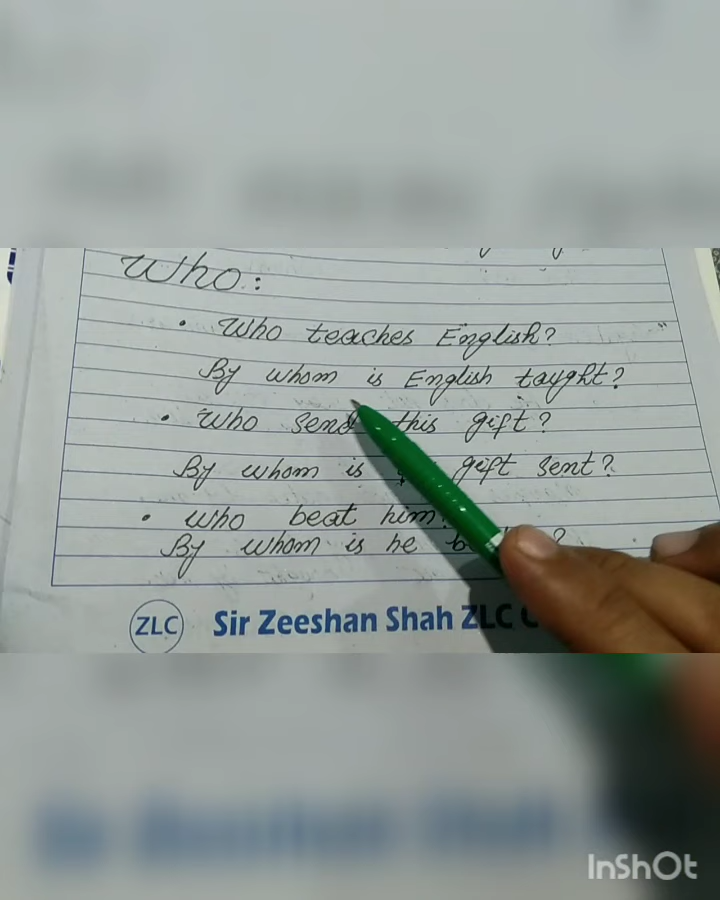 Who:
• Who teaches English?
By whom is English taught?
• Who send this gift?
By whom is gift sent?
• Who beat him
By whom is he ?
ZLC Sir Zeeshan Shah ZLC
InShOt